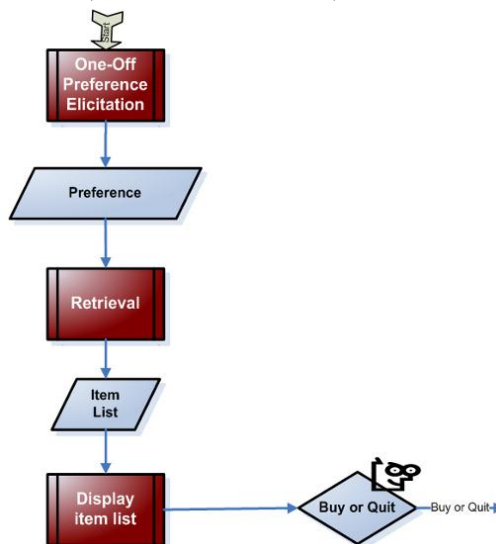 Start
One-Off
Preference
Elicitation
Preference
Retrieval
Item
List
Display
item list
Buy or Quit
Buy or Quit